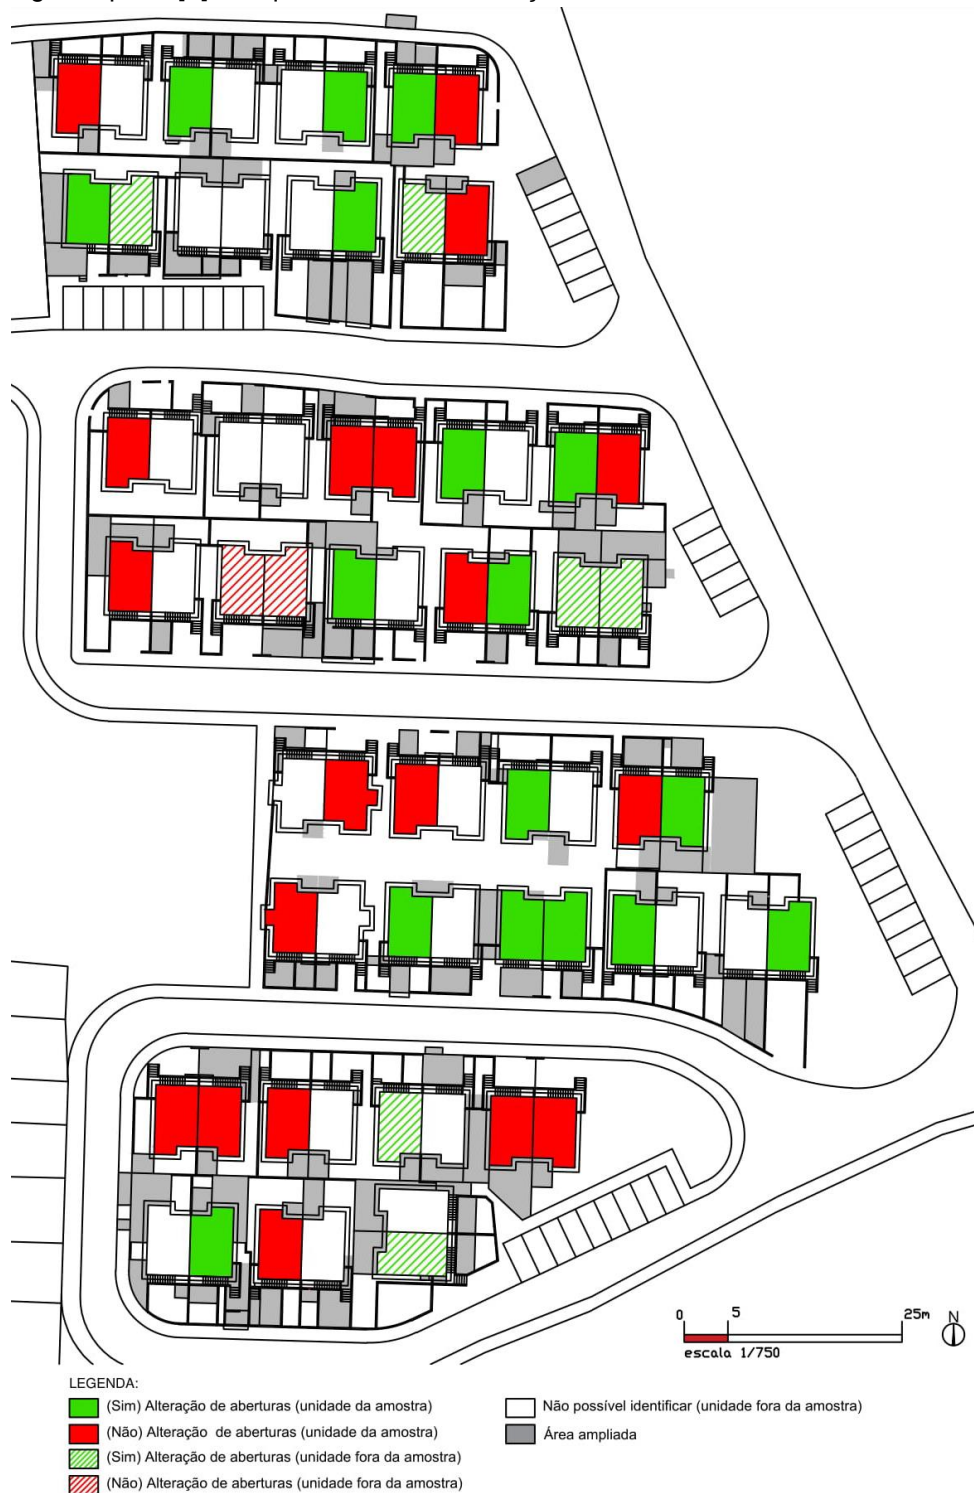 0 5 25m N
escala 1/750
LEGENDA:
(Sim) Alteração de aberturas (unidade da amostra)
(Não) Alteração de aberturas (unidade da amostra)
(Sim) Alteração de aberturas (unidade fora da amostra)
(Não) Alteração de aberturas (unidade fora da amostra)
Não possível identificar (unidade fora da amostra)
Área ampliada